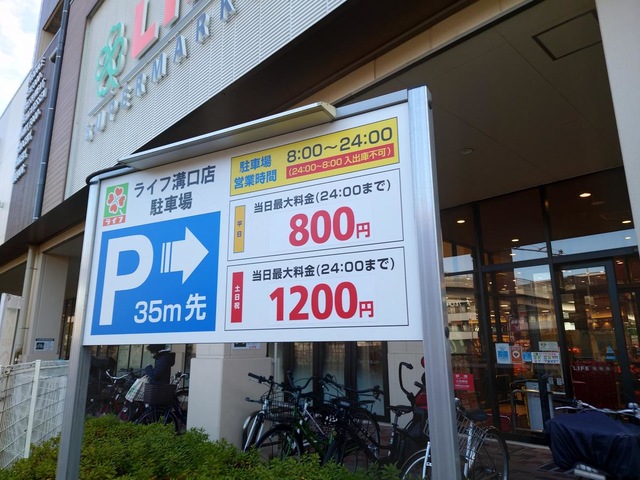 LI
SUPERMARK
ライフ
ライフ溝口店
駐車場
P
35m先
駐車場
営業時間
8:00～24:00
(24:00～8:00 入出庫不可)
平日
当日最大料金(24:00まで)
800円
土日祝
当日最大料金(24:00まで)
1200円
LIFE